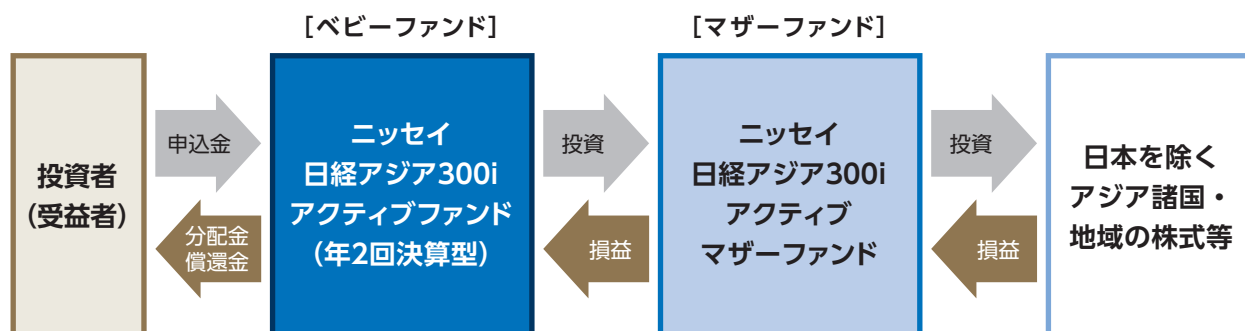 ［ベビーファンド］
［マザーファンド］
投資者
（受益者）
申込金
分配金
償還金
ニッセイ
日経アジア300i
アクティブファンド
（年2回決算型）
投資
損益
ニッセイ
日経アジア300i
アクティブ
マザーファンド
投資
損益
日本を除く
アジア諸国・
地域の株式等